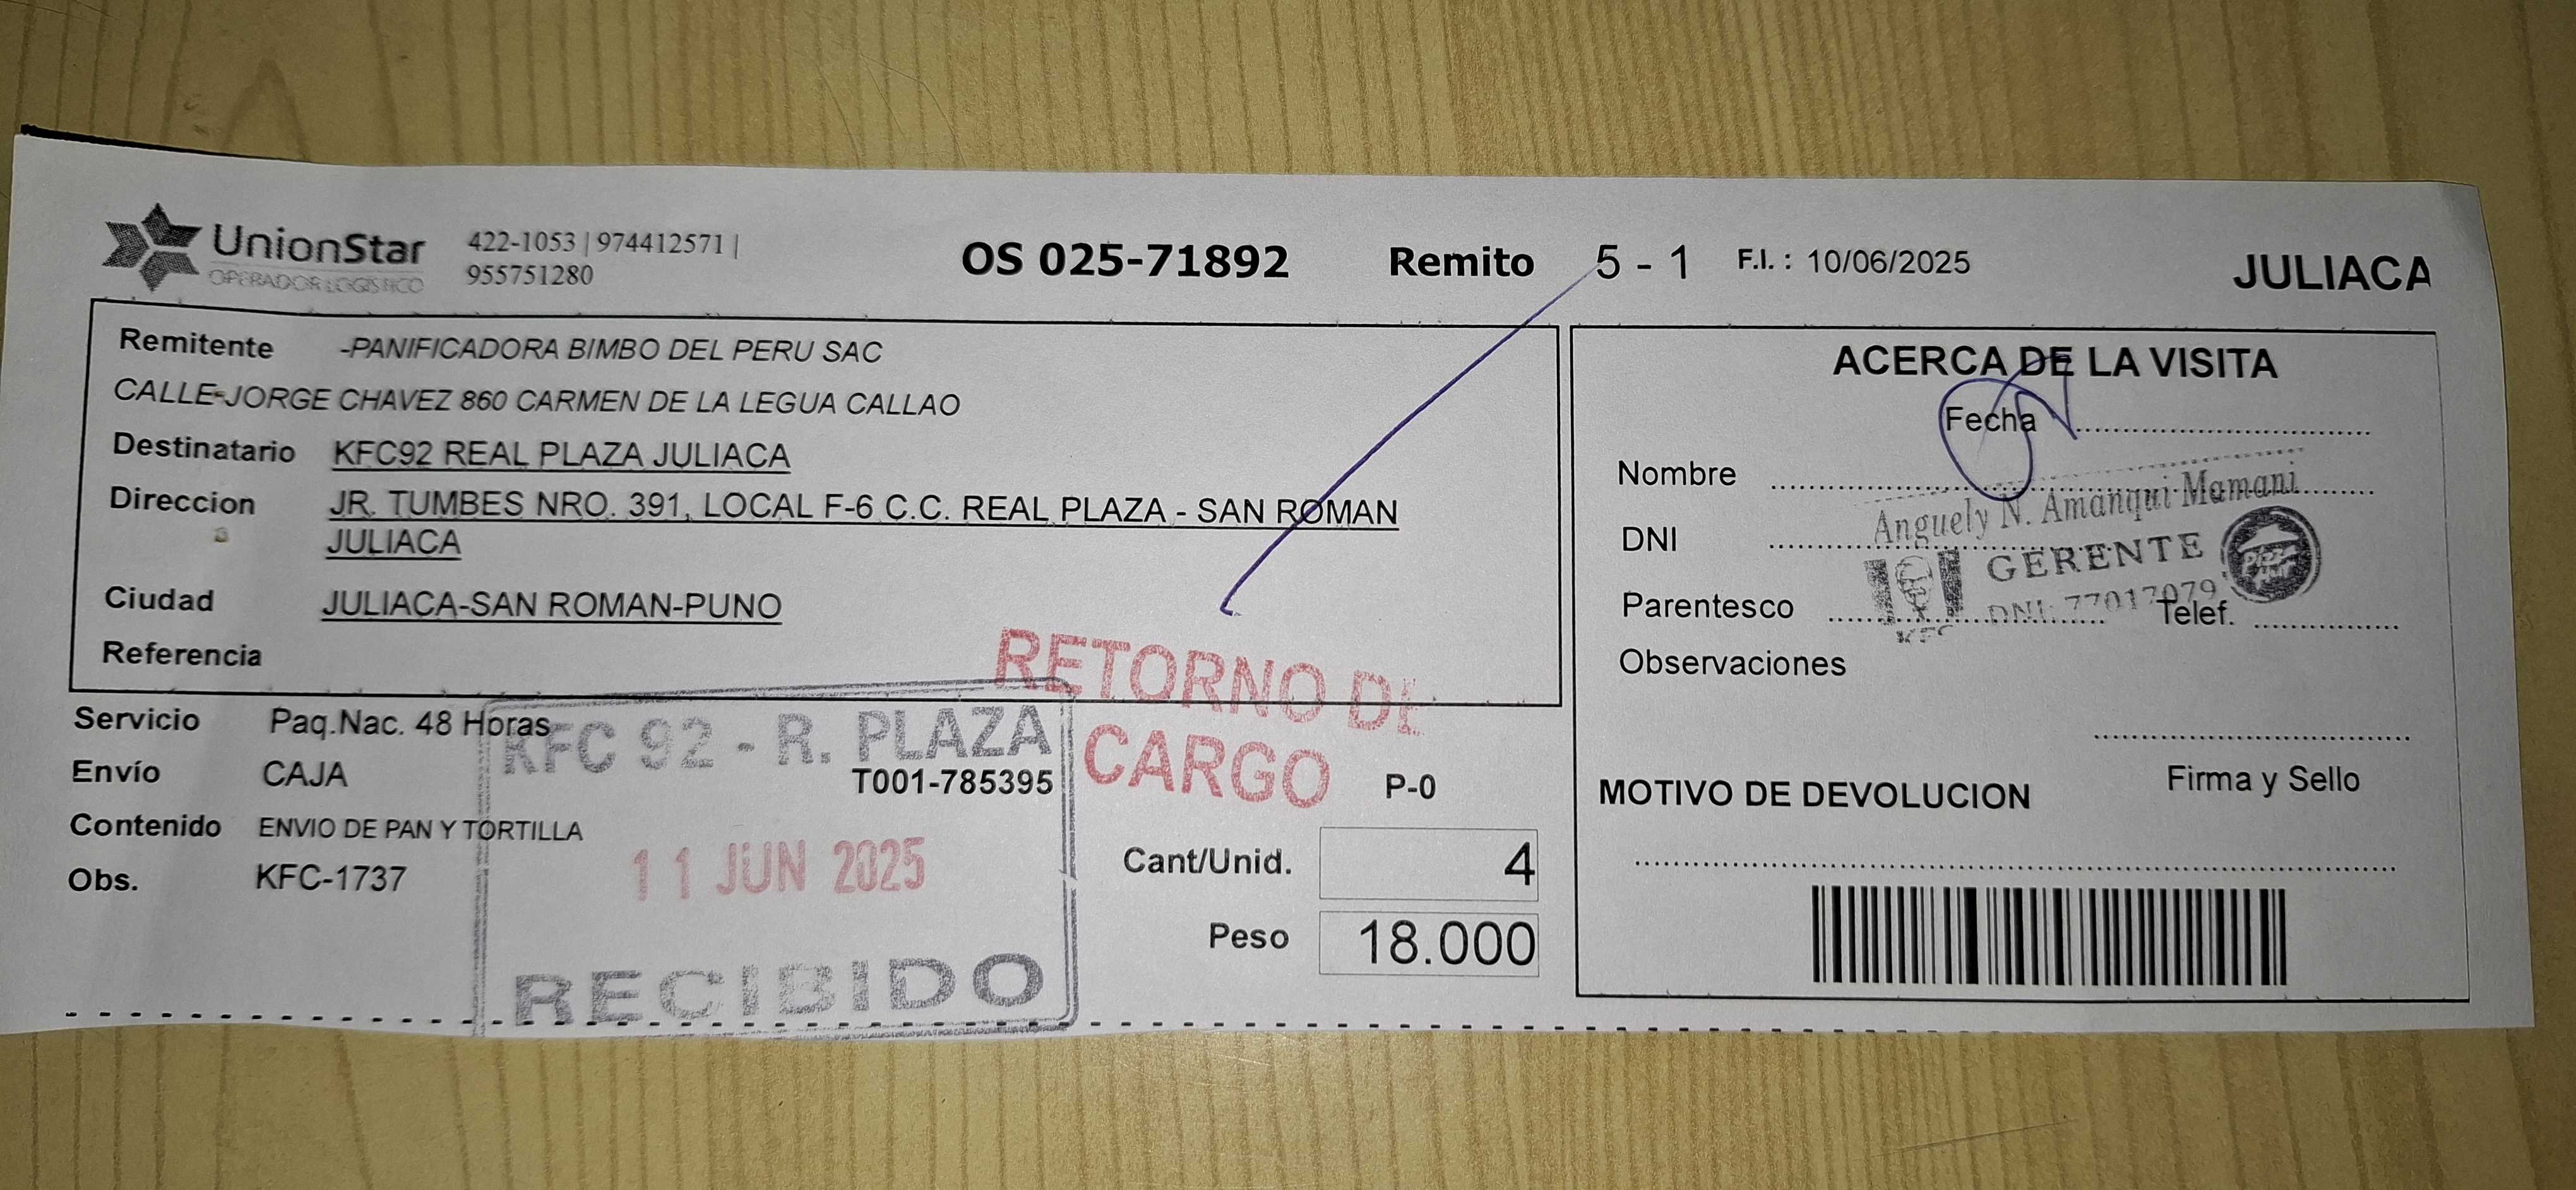 UnionStar
OPERADOR LOGISTICO
422-1053 | 974412571 |
955751280
OS 025-71892 Remito 5 - 1 F.I. : 10/06/2025
JULIACA
Remitente -PANIFICADORA BIMBO DEL PERU SAC
CALLE-JORGE CHAVEZ 860 CARMEN DE LA LEGUA CALLAO
Destinatario KFC92 REAL PLAZA JULIACA
Direccion JR. TUMBES NRO. 391, LOCAL F-6 C.C. REAL PLAZA - SAN ROMAN
JULIACA
Ciudad JULIACA-SAN ROMAN-PUNO
Referencia
Servicio Paq.Nac. 48 Horas
Envío CAJA
T001-785395
P-0
Contenido ENVIO DE PAN Y TORTILLA
Obs. KFC-1737
Cant/Unid. 4
Peso 18.000
RETORNO DE
CARGO
KFC 92 - R. PLAZA
11 JUN 2025
RECIBIDO
ACERCA DE LA VISITA
Fecha
Nombre
DNI
Parentesco Telef.
Observaciones
Anguely N. Amanqui Mamani
GERENTE
DNI: 77017079
KFC
Firma y Sello
MOTIVO DE DEVOLUCION